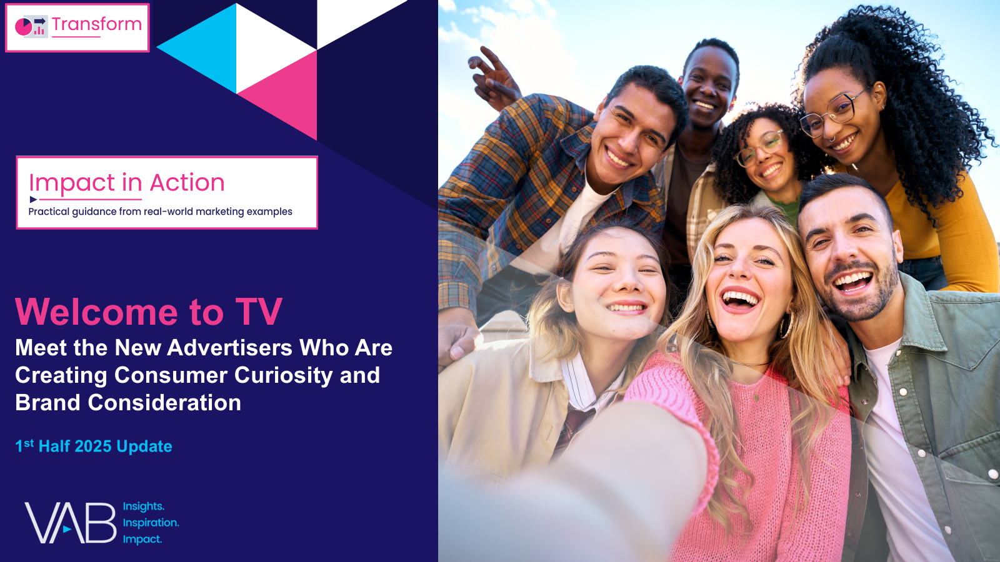 Transform
Impact in Action
Practical guidance from real-world marketing examples
Welcome to TV
Meet the New Advertisers Who Are
Creating Consumer Curiosity and
Brand Consideration
1st Half 2025 Update
VAB
Insights.
Inspiration.
Impact.